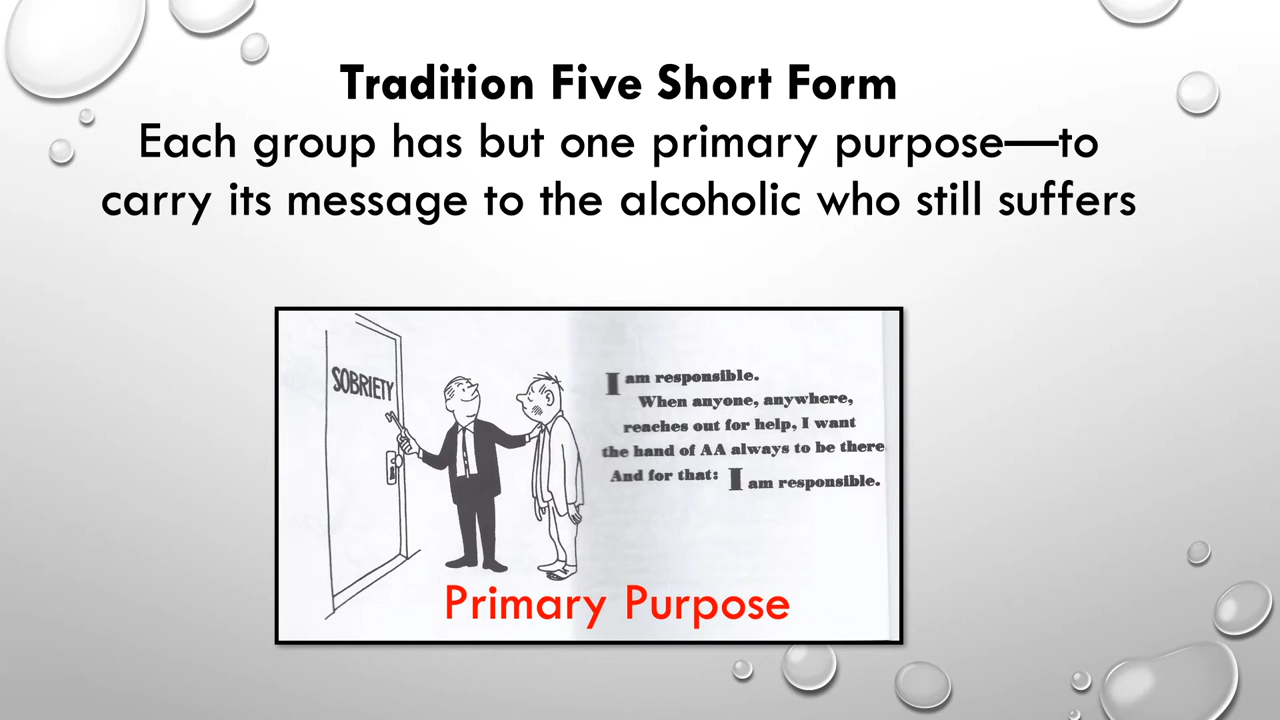 Tradition Five Short Form
Each group has but one primary purpose—to
carry its message to the alcoholic who still suffers
SOBRIETY
I am responsible.
When anyone, anywhere,
reaches out for help, I want
the hand of AA always to be there
And for that: I am responsible.
Primary Purpose